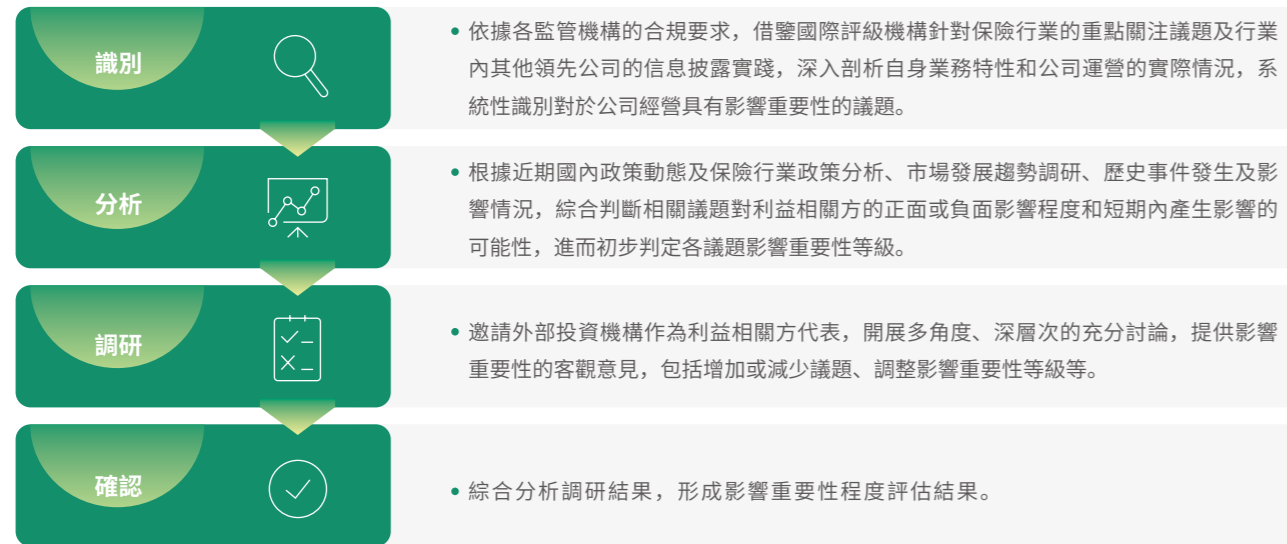 識別
• 依據各監管機構的合規要求，借鑒國際評級機構針對保險行業的重點關注議題及行業
內其他領先公司的信息披露實踐，深入剖析自身業務特性和公司運營的實際情況，系
統性識別對於公司經營具有影響重要性的議題。
分析
• 根據近期國內政策動態及保險行業政策分析、市場發展趨勢調研、歷史事件發生及影
響情況，綜合判斷相關議題對利益相關方的正面或負面影響程度和短期內產生影響的
可能性，進而初步判定各議題影響重要性等級。
調研
• 邀請外部投資機構作為利益相關方代表，開展多角度、深層次的充分討論，提供影響
重要性的客觀意見，包括增加或減少議題、調整影響重要性等級等。
確認
• 綜合分析調研結果，形成影響重要性程度評估結果。